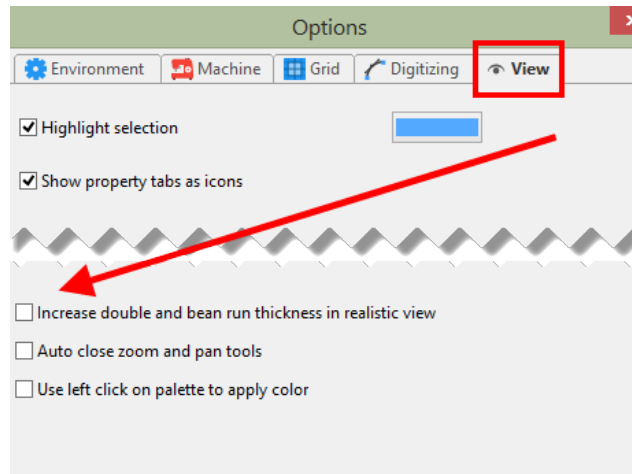 Options
Environment Machine Grid Digitizing View
Highlight selection
Show property tabs as icons
Increase double and bean run thickness in realistic view
Auto close zoom and pan tools
Use left click on palette to apply color